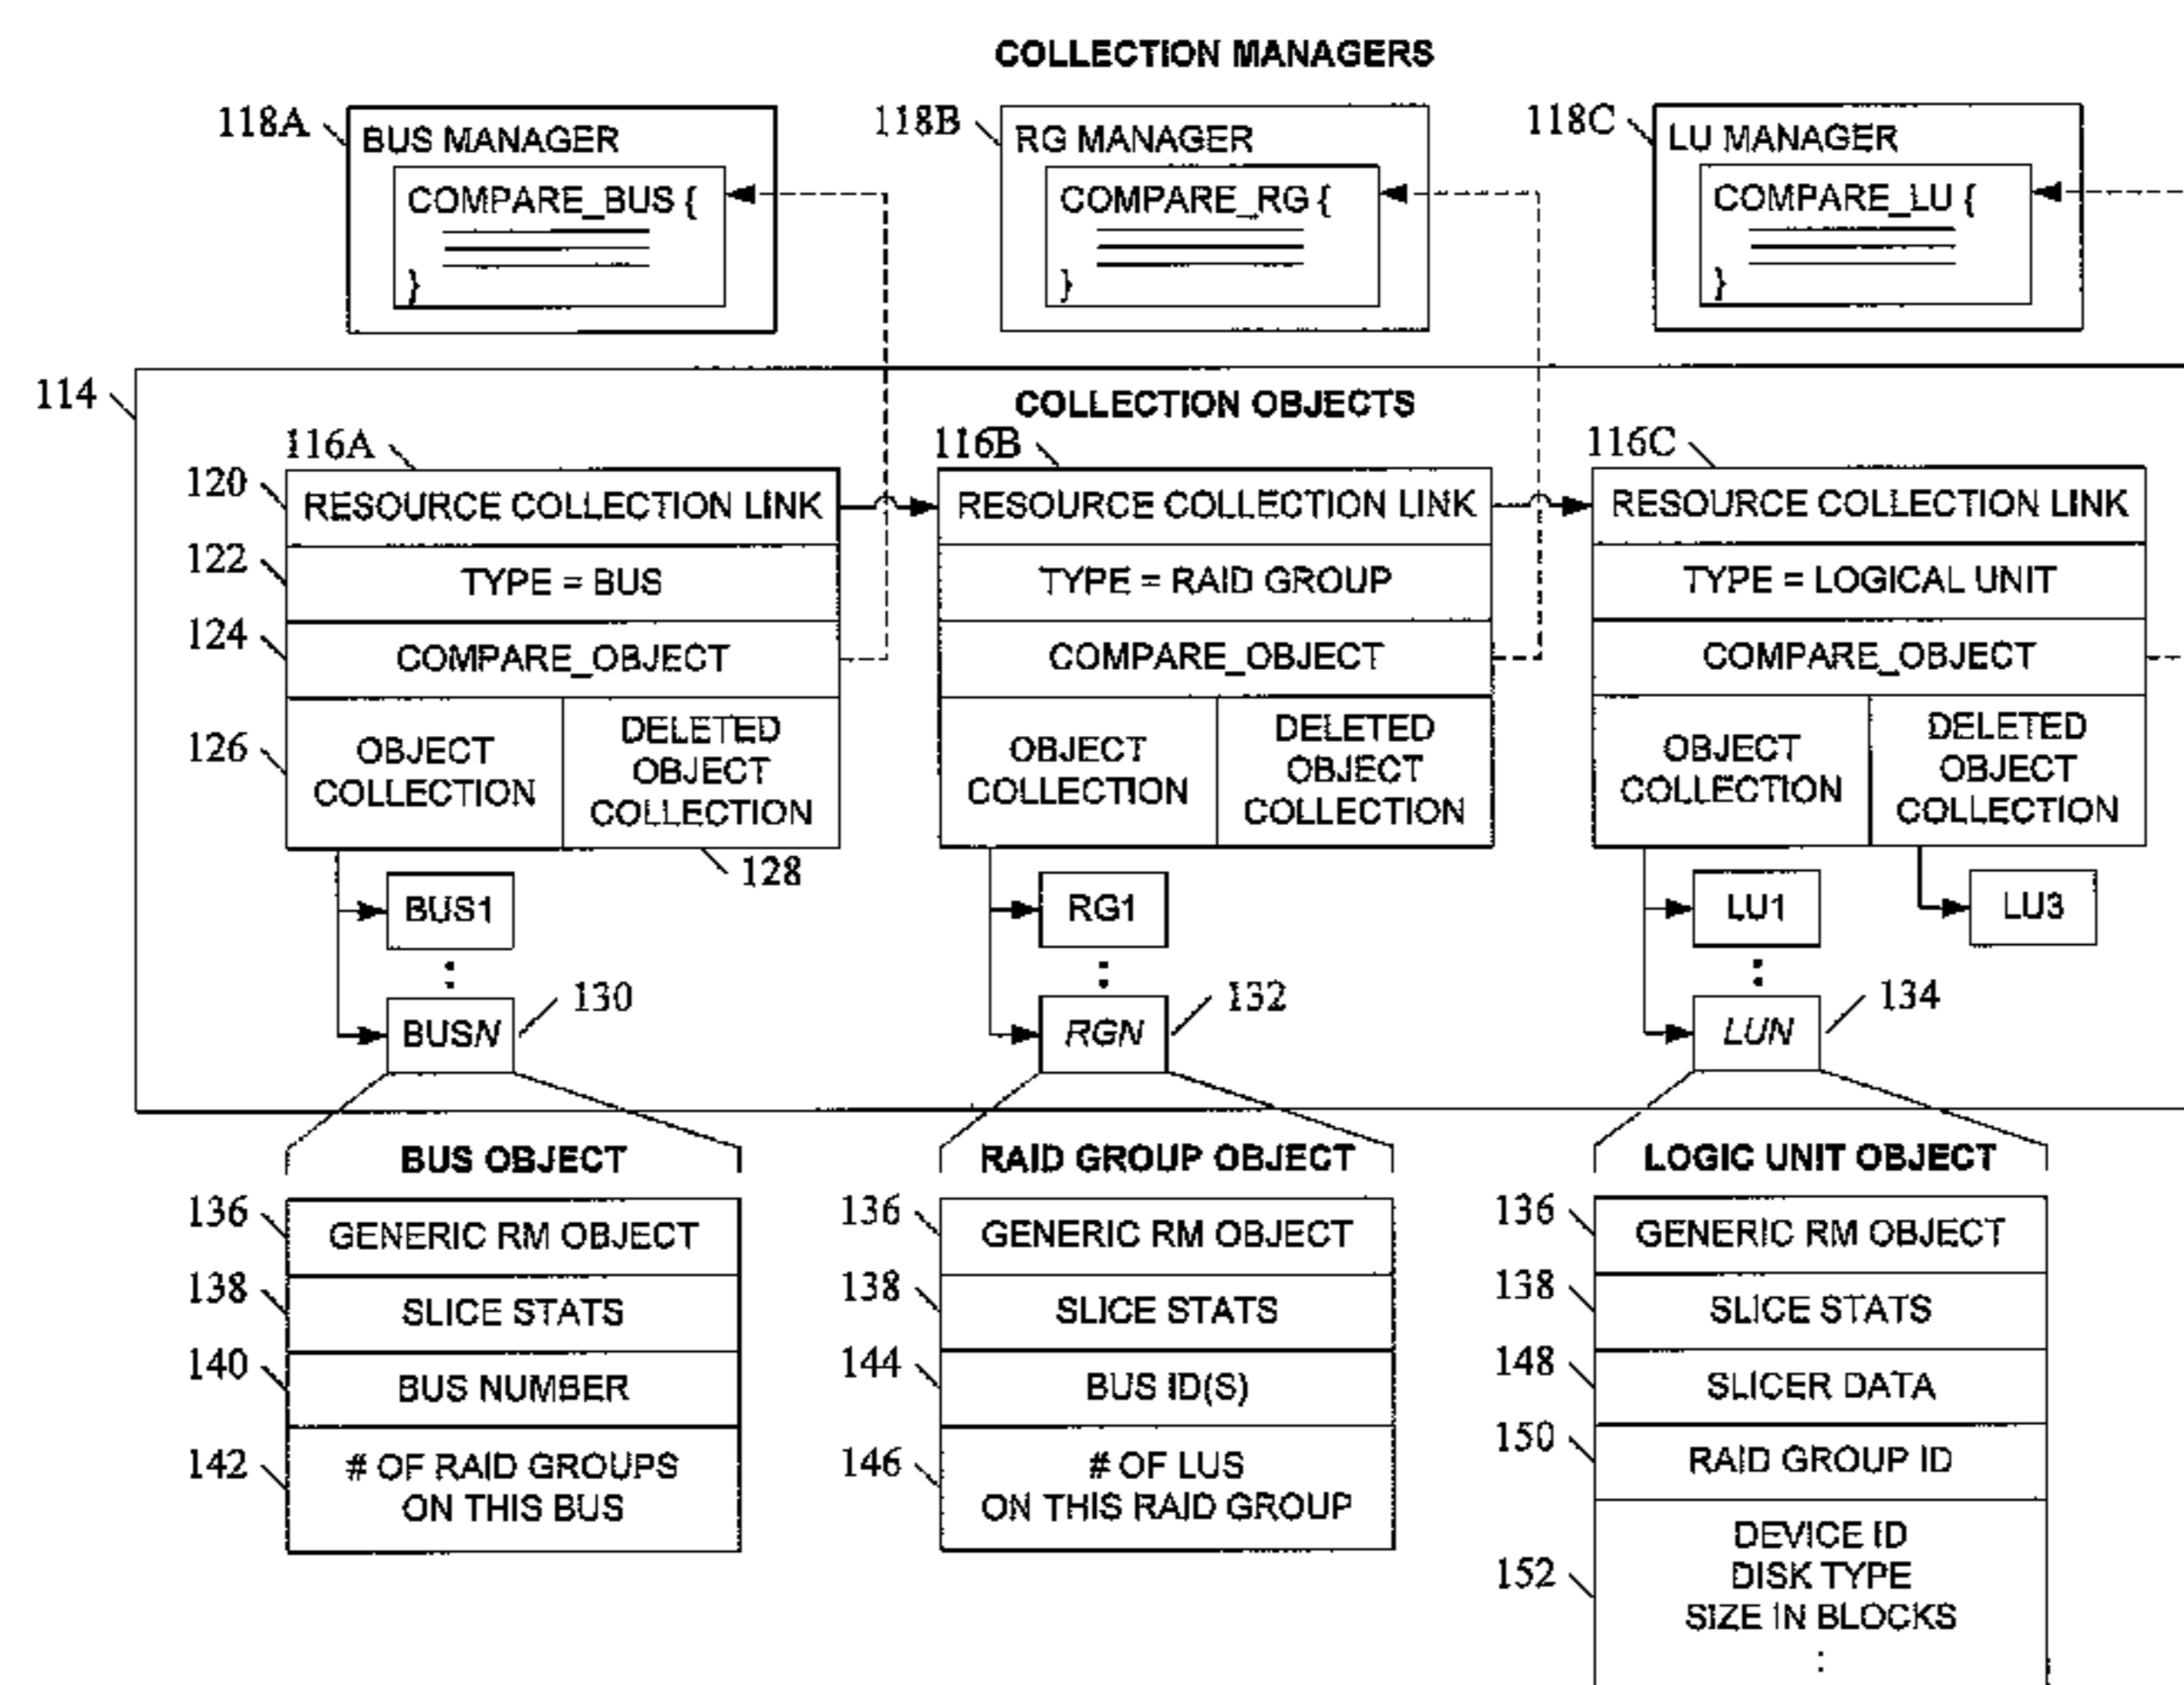 COLLECTION MANAGERS
118A
BUS MANAGER
COMPARE_BUS {
}
118B
RG MANAGER
COMPARE_RG {
}
118C
LU MANAGER
COMPARE_LU {
}
114
COLLECTION OBJECTS
116A
120
RESOURCE COLLECTION LINK
122
TYPE = BUS
124
COMPARE_OBJECT
126
OBJECT
COLLECTION
DELETED
OBJECT
COLLECTION
128
BUS1
:
BUSN
130
116B
RESOURCE COLLECTION LINK
TYPE = RAID GROUP
COMPARE_OBJECT
OBJECT
COLLECTION
DELETED
OBJECT
COLLECTION
RG1
:
RGN
132
116C
RESOURCE COLLECTION LINK
TYPE = LOGICAL UNIT
COMPARE_OBJECT
OBJECT
COLLECTION
DELETED
OBJECT
COLLECTION
LU1
LU3
:
LUN
134
BUS OBJECT
136
GENERIC RM OBJECT
138
SLICE STATS
140
BUS NUMBER
142
# OF RAID GROUPS
ON THIS BUS
RAID GROUP OBJECT
136
GENERIC RM OBJECT
138
SLICE STATS
144
BUS ID(S)
146
# OF LUS
ON THIS RAID GROUP
LOGIC UNIT OBJECT
136
GENERIC RM OBJECT
138
SLICE STATS
148
SLICER DATA
150
RAID GROUP ID
152
DEVICE ID
DISK TYPE
SIZE IN BLOCKS
: